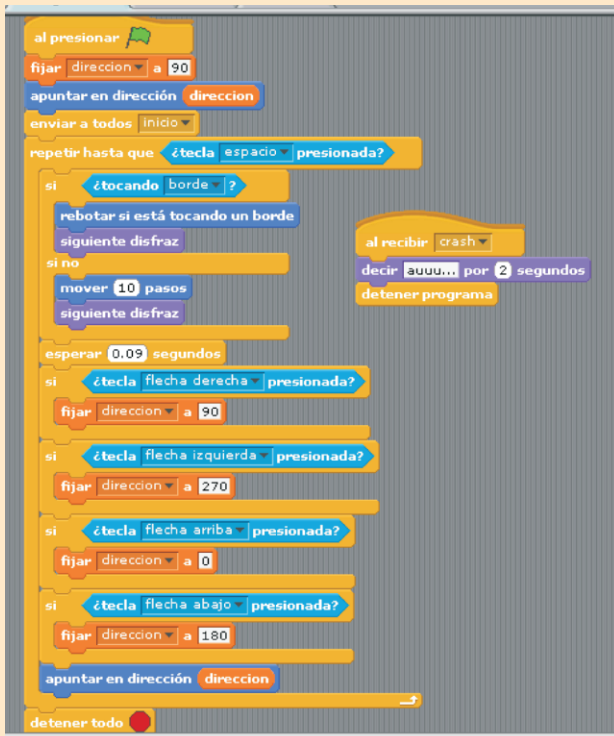 al presionar
fijar direccion a 90
apuntar en dirección direccion
enviar a todos inicio
repetir hasta que ¿tecla espacio presionada?
si ¿tocando borde ?
rebotar si está tocando un borde
siguiente disfraz
si no
mover 10 pasos
siguiente disfraz
esperar 0.09 segundos
si ¿tecla flecha derecha presionada?
fijar direccion a 90
si ¿tecla flecha izquierda presionada?
fijar direccion a 270
si ¿tecla flecha arriba presionada?
fijar direccion a 0
si ¿tecla flecha abajo presionada?
fijar direccion a 180
apuntar en dirección direccion
detener todo
al recibir crash
decir auuu... por 2 segundos
detener programa